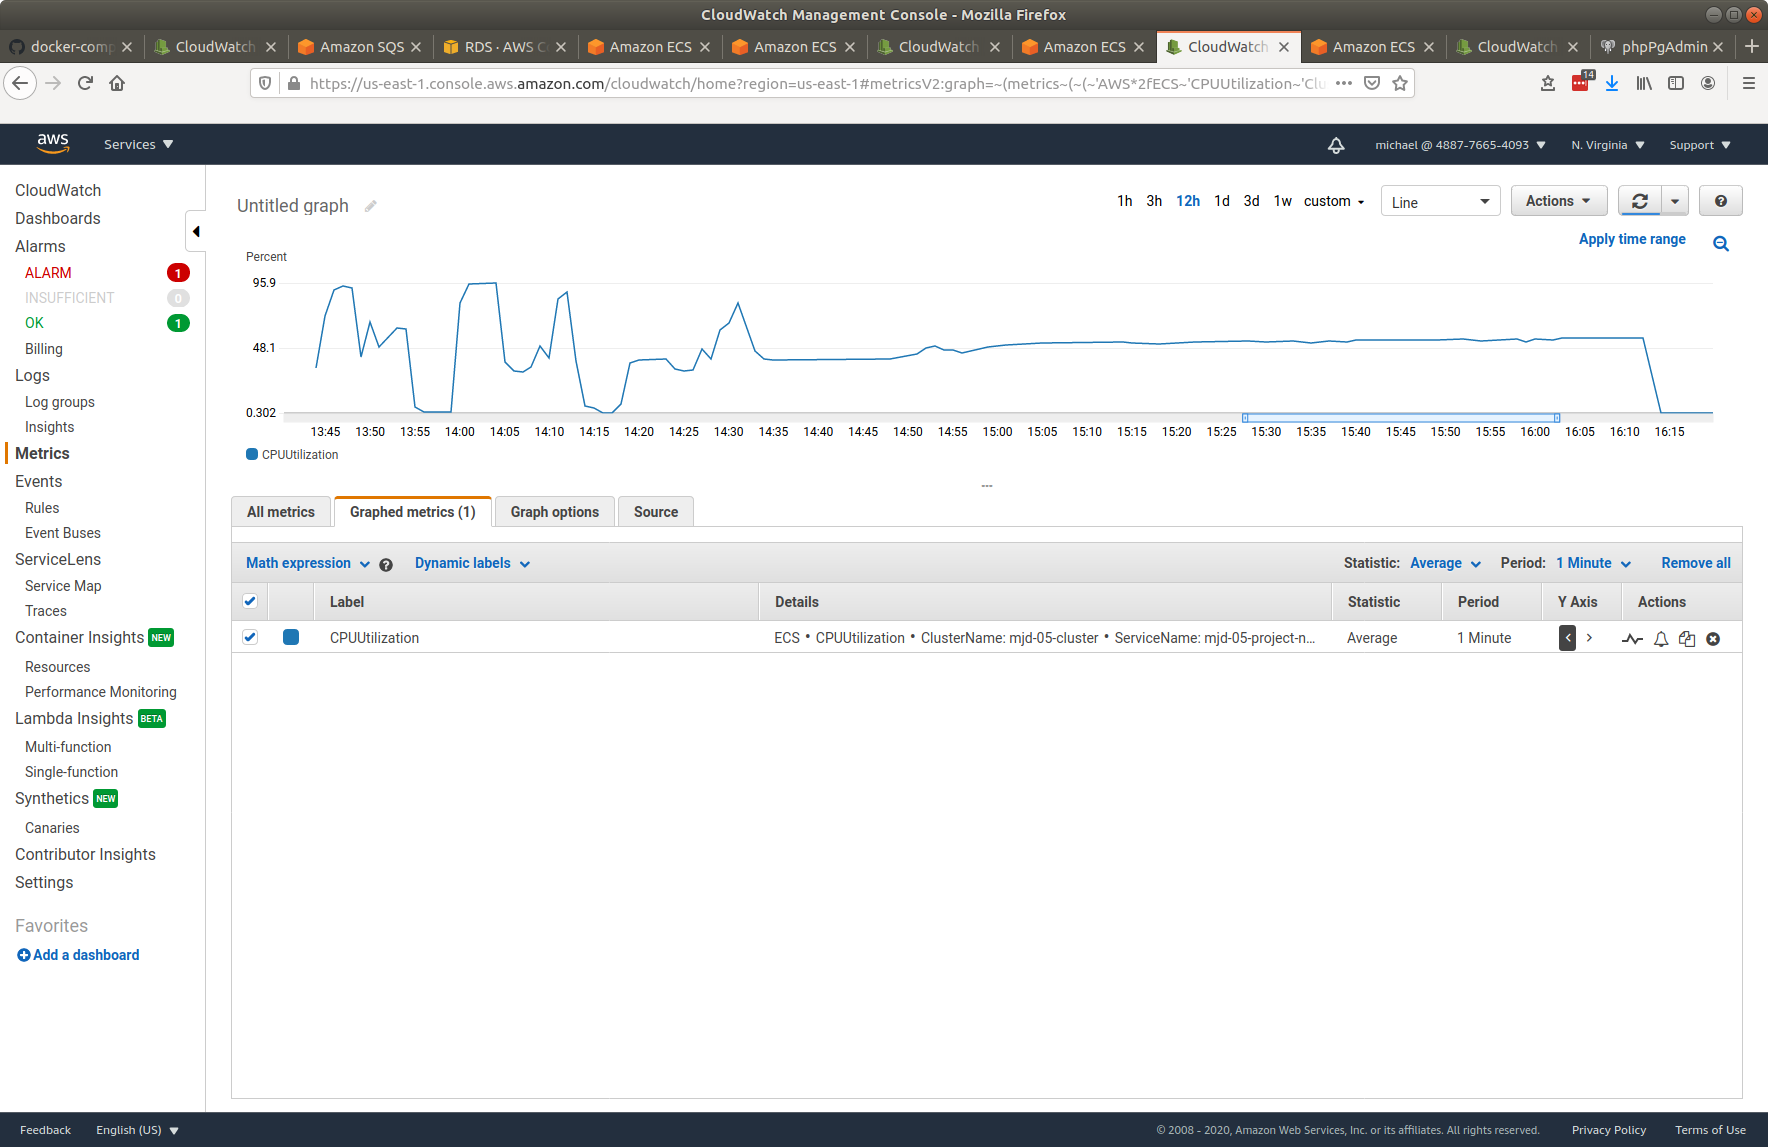 CloudWatch Management Console - Mozilla Firefox
docker-comp
CloudWatch
Amazon SQS
RDS · AWS C
Amazon ECS
Amazon ECS
CloudWatch
Amazon ECS
CloudWatch
Amazon ECS
CloudWatch
phpPgAdmin
https://us-east-1.console.aws.amazon.com/cloudwatch/home?region=us-east-1#metricsV2:graph=~(metrics~(~(~'AWS*2fECS~'CPUUtilization~'Clu
14
aws
Services
michael @ 4887-7665-4093
N. Virginia
Support
CloudWatch
Dashboards
Alarms
ALARM 1
INSUFFICIENT 0
OK 1
Billing
Logs
Log groups
Insights
Metrics
Events
Rules
Event Buses
ServiceLens
Service Map
Traces
Container Insights NEW
Resources
Performance Monitoring
Lambda Insights BETA
Multi-function
Single-function
Synthetics NEW
Canaries
Contributor Insights
Settings
Favorites
Add a dashboard
Untitled graph
1h 3h 12h 1d 3d 1w custom
Line
Actions
?
Apply time range
Percent
95.9
48.1
0.302
13:45 13:50 13:55 14:00 14:05 14:10 14:15 14:20 14:25 14:30 14:35 14:40 14:45 14:50 14:55 15:00 15:05 15:10 15:15 15:20 15:25 15:30 15:35 15:40 15:45 15:50 15:55 16:00 16:05 16:10 16:15
CPUUtilization
All metrics
Graphed metrics (1)
Graph options
Source
Math expression
?
Dynamic labels
Statistic: Average
Period: 1 Minute
Remove all
Label Details Statistic Period Y Axis Actions
CPUUtilization ECS • CPUUtilization • ClusterName: mjd-05-cluster • ServiceName: mjd-05-project-n... Average 1 Minute
Feedback
English (US)
© 2008 - 2020, Amazon Web Services, Inc. or its affiliates. All rights reserved.
Privacy Policy
Terms of Use